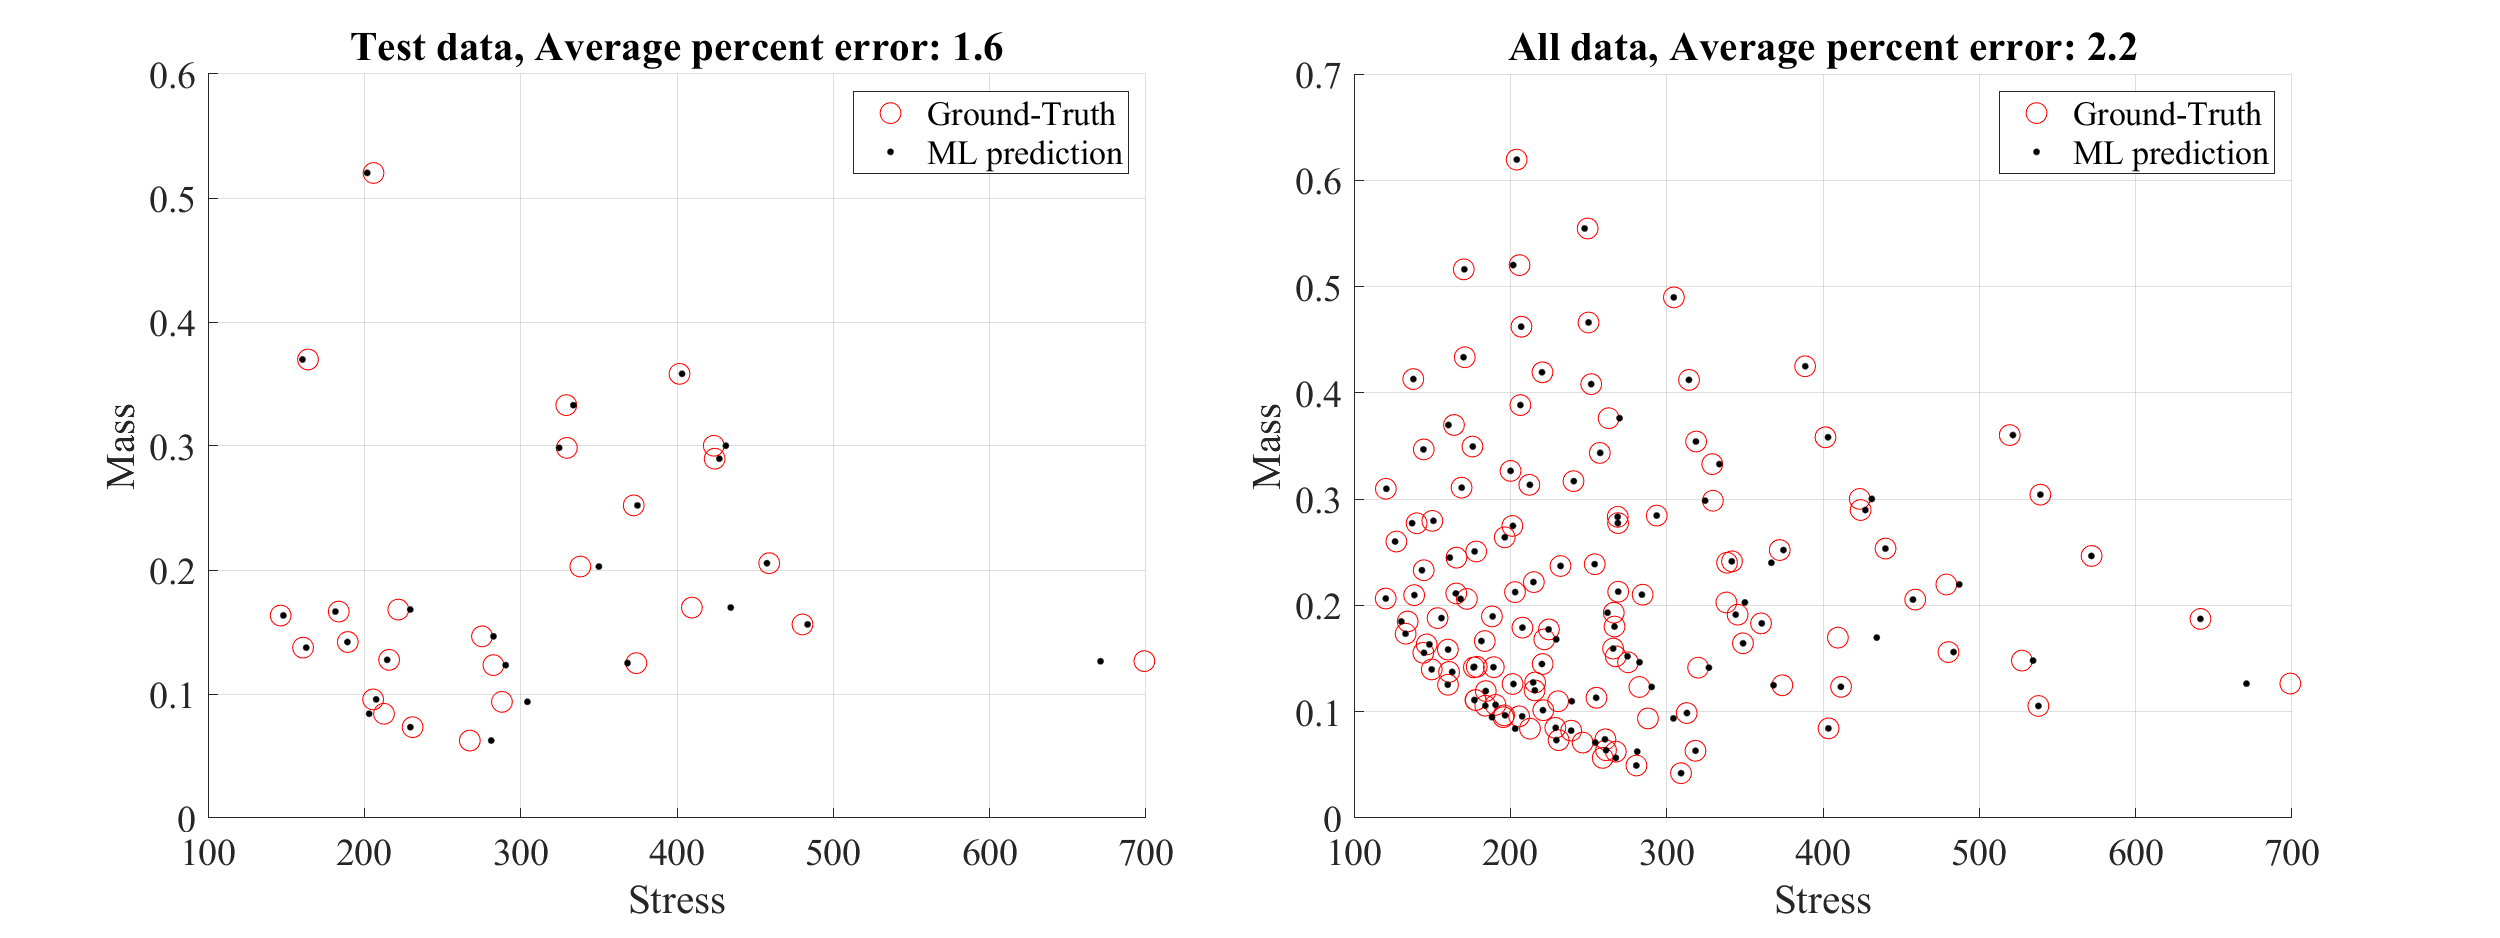 Test data, Average percent error: 1.6
0.6
0.5
0.4
0.3
0.2
0.1
0
Mass
Ground-Truth
ML prediction
100 200 300 400 500 600 700
Stress
All data, Average percent error: 2.2
0.7
0.6
0.5
0.4
0.3
0.2
0.1
0
Mass
Ground-Truth
ML prediction
100 200 300 400 500 600 700
Stress